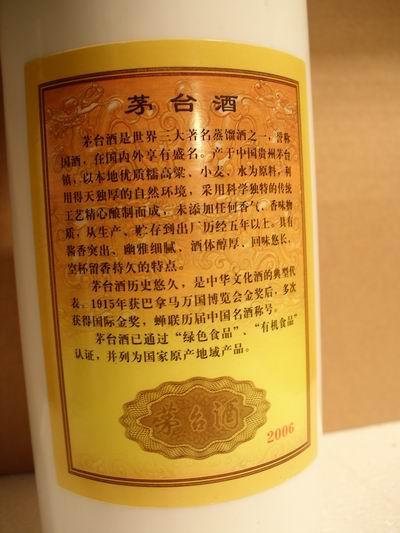 茅台酒
茅台酒是世界三大著名蒸馏酒之一，誉称
国酒，在国内外享有盛名。产于中国贵州茅台
镇，以本地优质糯高粱、小麦、水为原料，利
用得天独厚的自然环境，采用科学独特的传统
工艺精心酿制而成，未添加任何香气、香味物
质，从生产、贮存到出厂历经五年以上。具有
酱香突出、幽雅细腻、酒体醇厚、回味悠长，
空杯留香持久的特点。
茅台酒历史悠久，是中华文化酒的典型代
表。1915年获巴拿马万国博览会金奖后，多次
获得国际金奖，蝉联历届中国名酒称号。
茅台酒已通过“绿色食品”、“有机食品”
认证，并列为国家原产地域产品。
茅台酒
2006